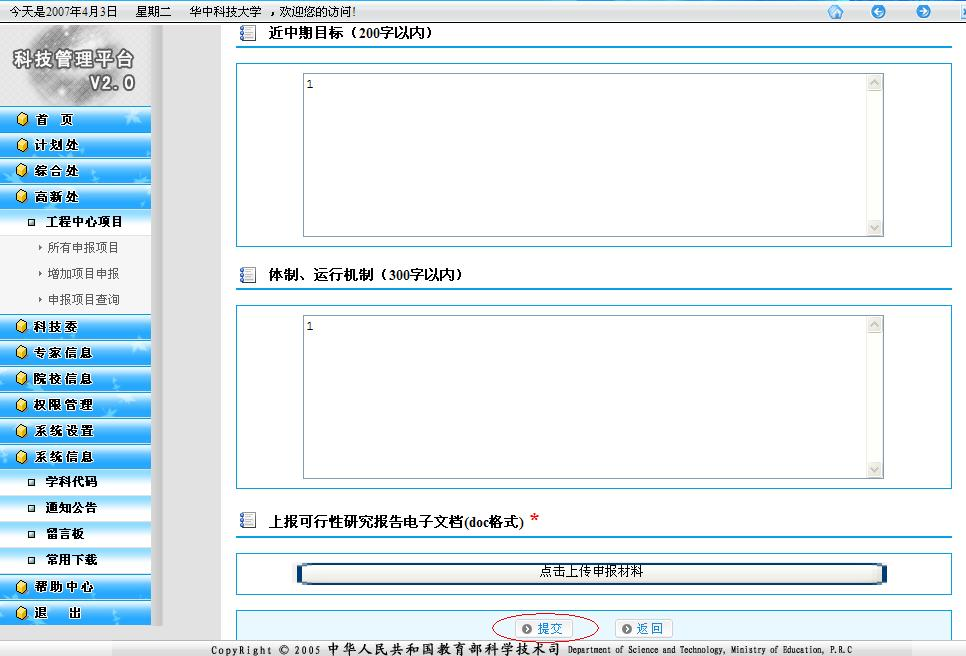 今天是2007年4月3日 星期二 华中科技大学 ，欢迎您的访问!
科技管理平台
V2.0
首 页
计划处
综合处
高新处
工程中心项目
所有申报项目
增加项目申报
申报项目查询
科技委
专家信息
院校信息
权限管理
系统设置
系统信息
学科代码
通知公告
留言板
常用下载
帮助中心
退 出
近中期目标（200字以内）
1
体制、运行机制（300字以内）
1
上报可行性研究报告电子文档(doc格式) *
点击上传申报材料
提交 返回
CopyRight © 2005 中华人民共和国教育部科学技术司 Department of Science and Technology, Ministry of Education, P.R.C